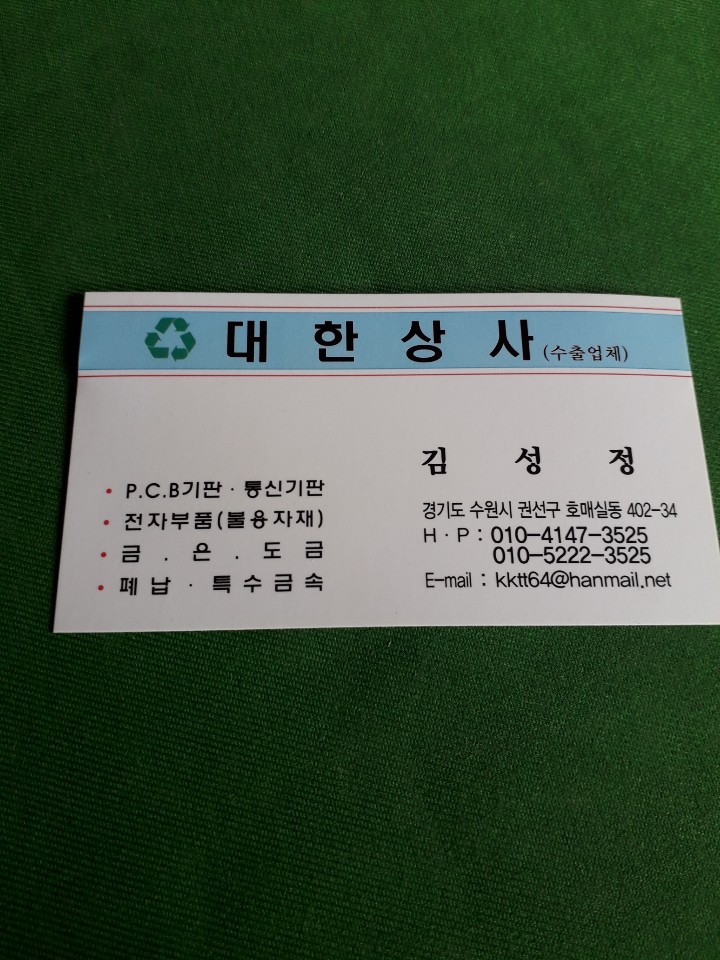 대한상사(수출업체)
김성정
• P.C.B기판 · 통신기판
• 전자부품(불용자재)
• 금 . 은 . 도금
• 폐납 · 특수금속
경기도 수원시 권선구 호매실동 402-34
H · P : 010-4147-3525
010-5222-3525
E-mail : kktt64@hanmail.net